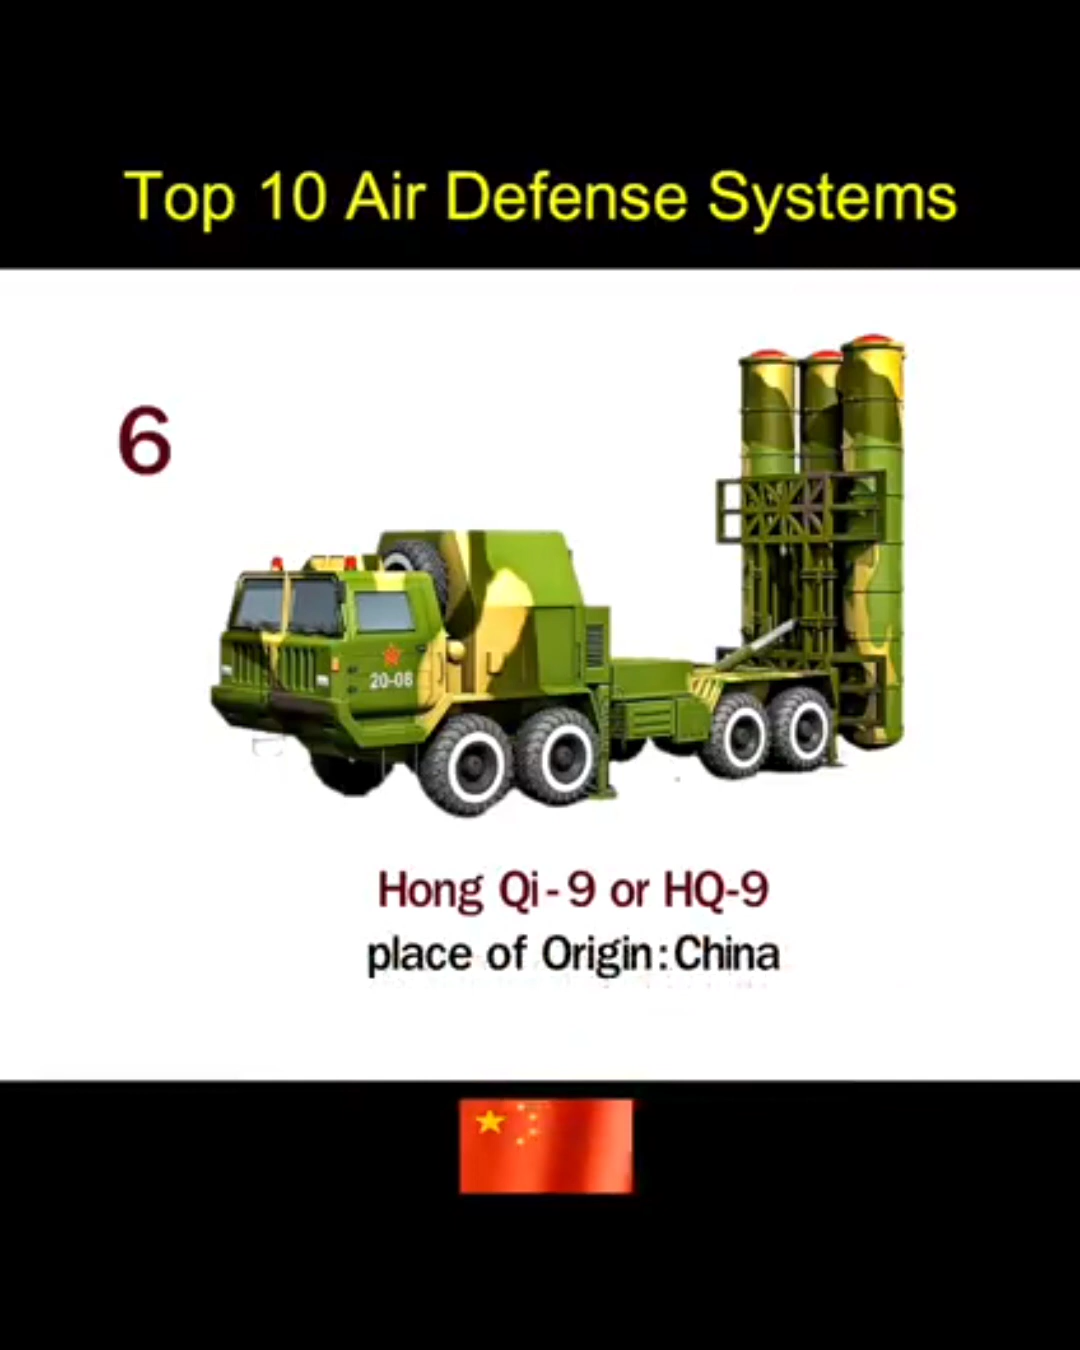 Top 10 Air Defense Systems
6
20-08
Hong Qi-9 or HQ-9
place of Origin:China